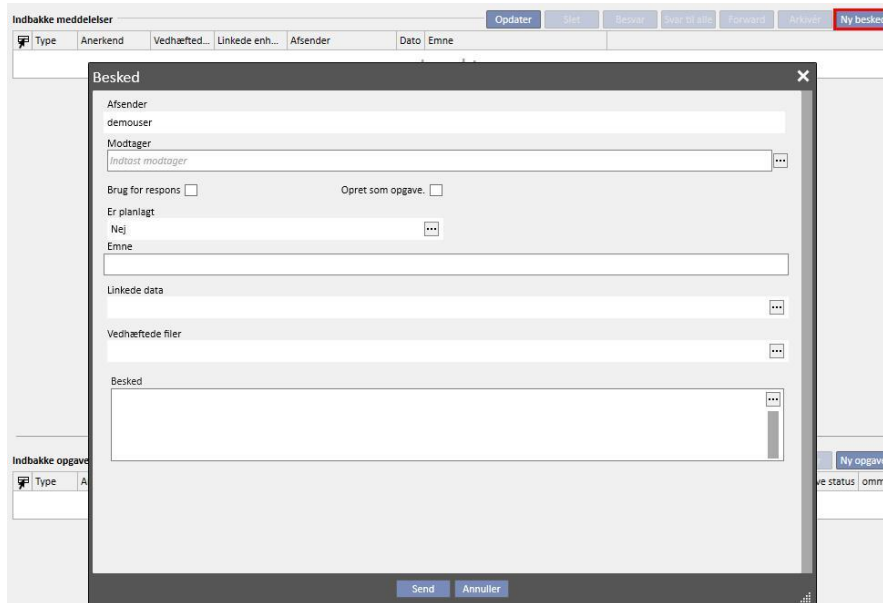 Indbakke meddelelser Opdater Slet Besvar Svar til alle Forward Arkivér Ny besked
Type Anerkend Vedhæfted... Linkede enh... Afsender Dato Emne
Besked
Afsender
demouser
Modtager
Indtast modtager
Brug for respons Opret som opgave.
Er planlagt
Nej
Emne
Linkede data
Vedhæftede filer
Besked
Indbakke opgave Ny opgave
Type A ve status omm
Send Annuller